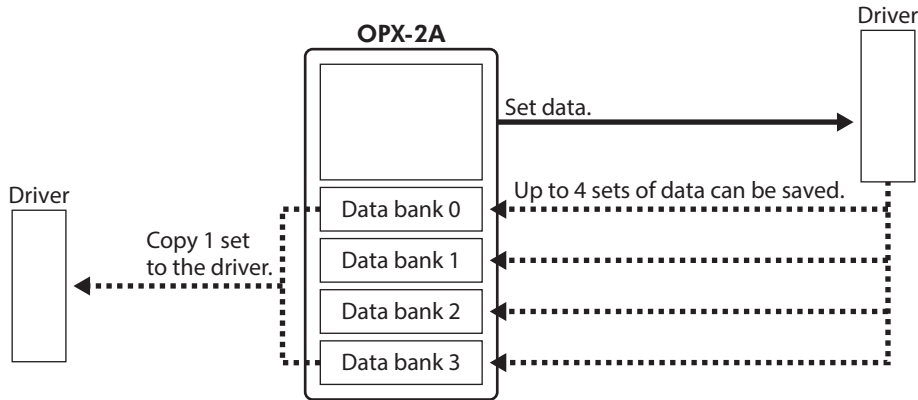 Driver
OPX-2A
Set data.
Up to 4 sets of data can be saved.
Driver
Data bank 0
Copy 1 set
to the driver.
Data bank 1
Data bank 2
Data bank 3